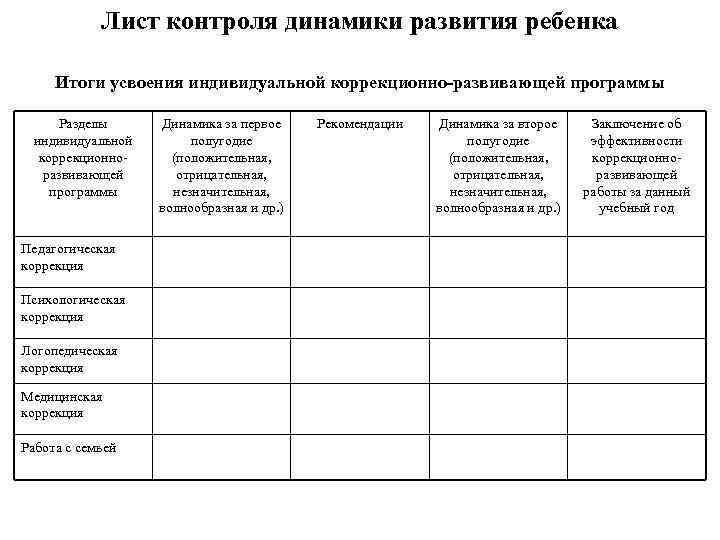 Лист контроля динамики развития ребенка
Итоги усвоения индивидуальной коррекционно-развивающей программы
Разделы
индивидуальной
коррекционно-
развивающей
программы
Динамика за первое
полугодие
(положительная,
отрицательная,
незначительная,
волнообразная и др.)
Рекомендации
Динамика за второе
полугодие
(положительная,
отрицательная,
незначительная,
волнообразная и др.)
Заключение об
эффективности
коррекционно-
развивающей
работы за данный
учебный год
Педагогическая
коррекция
Психологическая
коррекция
Логопедическая
коррекция
Медицинская
коррекция
Работа с семьей